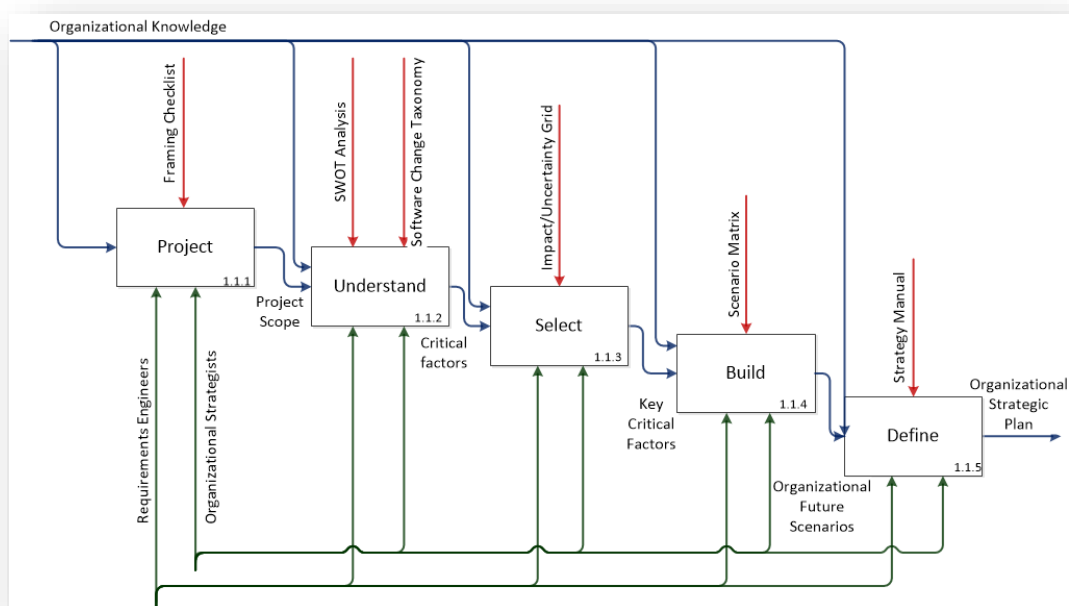 Organizational Knowledge
Framing Checklist
SWOT Analysis
Software Change Taxonomy
Impact/Uncertainty Grid
Scenario Matrix
Strategy Manual
Project
1.1.1
Project
Scope
Understand
1.1.2
Critical
factors
Select
1.1.3
Key
Critical
Factors
Build
1.1.4
Organizational
Future
Scenarios
Define
1.1.5
Organizational
Strategic
Plan
Requirements Engineers
Organizational Strategists